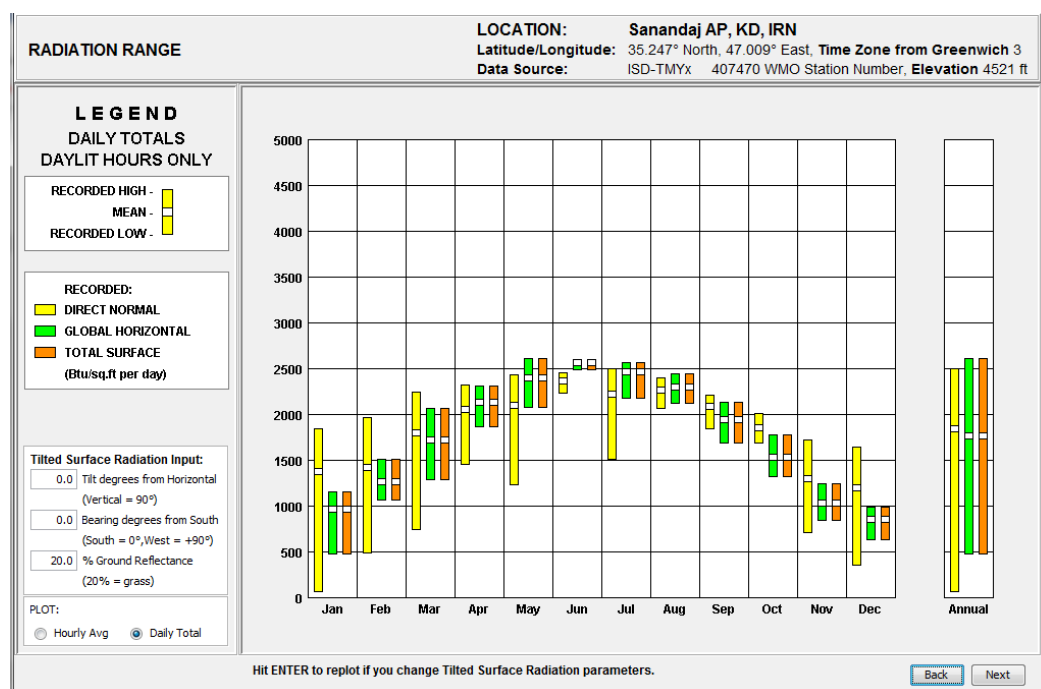 RADIATION RANGE
LOCATION: Sanandaj AP, KD, IRN
Latitude/Longitude: 35.247° North, 47.009° East, Time Zone from Greenwich 3
Data Source: ISD-TMYx 407470 WMO Station Number, Elevation 4521 ft
LEGEND
DAILY TOTALS
DAYLIT HOURS ONLY
RECORDED HIGH -
MEAN -
RECORDED LOW -
RECORDED:
DIRECT NORMAL
GLOBAL HORIZONTAL
TOTAL SURFACE
(Btu/sq.ft per day)
Tilted Surface Radiation Input:
0.0 Tilt degrees from Horizontal
(Vertical = 90°)
0.0 Bearing degrees from South
(South = 0°,West = +90°)
20.0 % Ground Reflectance
(20% = grass)
PLOT:
Hourly Avg Daily Total
5000
4500
4000
3500
3000
2500
2000
1500
1000
500
0
Jan Feb Mar Apr May Jun Jul Aug Sep Oct Nov Dec Annual
Hit ENTER to replot if you change Tilted Surface Radiation parameters.
Back Next